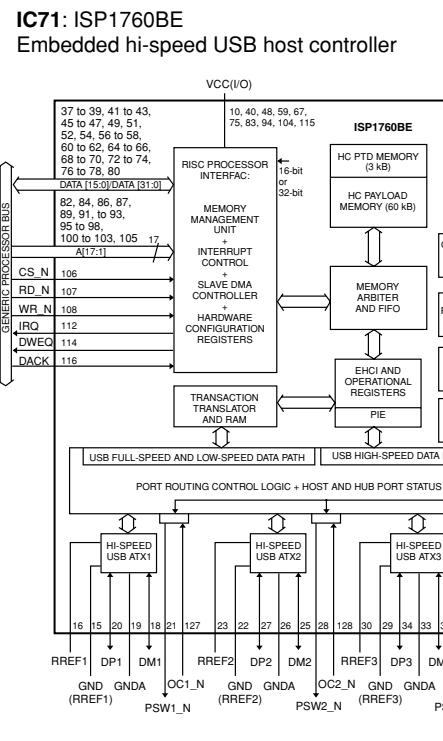 IC71: ISP1760BE
Embedded hi-speed USB host controller
VCC(I/O)
37 to 39, 41 to 43,
45 to 47, 49, 51,
52, 54, 56 to 58,
60 to 62, 64 to 66,
68 to 70, 72 to 74,
76 to 78, 80
10, 40, 48, 59, 67,
75, 83, 94, 104, 115
ISP1760BE
DATA [15:0]/DATA [31:0]
82, 84, 86, 87,
89, 91, to 93,
95 to 98,
100 to 103, 105
17
A[17:1]
GENERIC PROCESSOR BUS
CS_N 106
RD_N 107
WR_N 108
IRQ 112
DWEQ 114
DACK 116
RISC PROCESSOR
INTERFAC:
MEMORY
MANAGEMENT
UNIT
+
INTERRUPT
CONTROL
+
SLAVE DMA
CONTROLLER
+
HARDWARE
CONFIGURATION
REGISTERS
16-bit
or
32-bit
HC PTD MEMORY
(3 kB)
HC PAYLOAD
MEMORY (60 kB)
MEMORY
ARBITER
AND FIFO
EHCI AND
OPERATIONAL
REGISTERS
PIE
TRANSACTION
TRANSLATOR
AND RAM
USB FULL-SPEED AND LOW-SPEED DATA PATH
USB HIGH-SPEED DATA
PORT ROUTING CONTROL LOGIC + HOST AND HUB PORT STATUS
HI-SPEED
USB ATX1
HI-SPEED
USB ATX2
HI-SPEED
USB ATX3
16 15 20 19 18 21 127 23 22 27 26 25 28 128 30 29 34 33
RREF1 DP1 DM1 RREF2 DP2 DM2 RREF3 DP3
GND
(RREF1)
GNDA
OC1_N
PSW1_N
GND
(RREF2)
GNDA
OC2_N
PSW2_N
GND
(RREF3)
GNDA